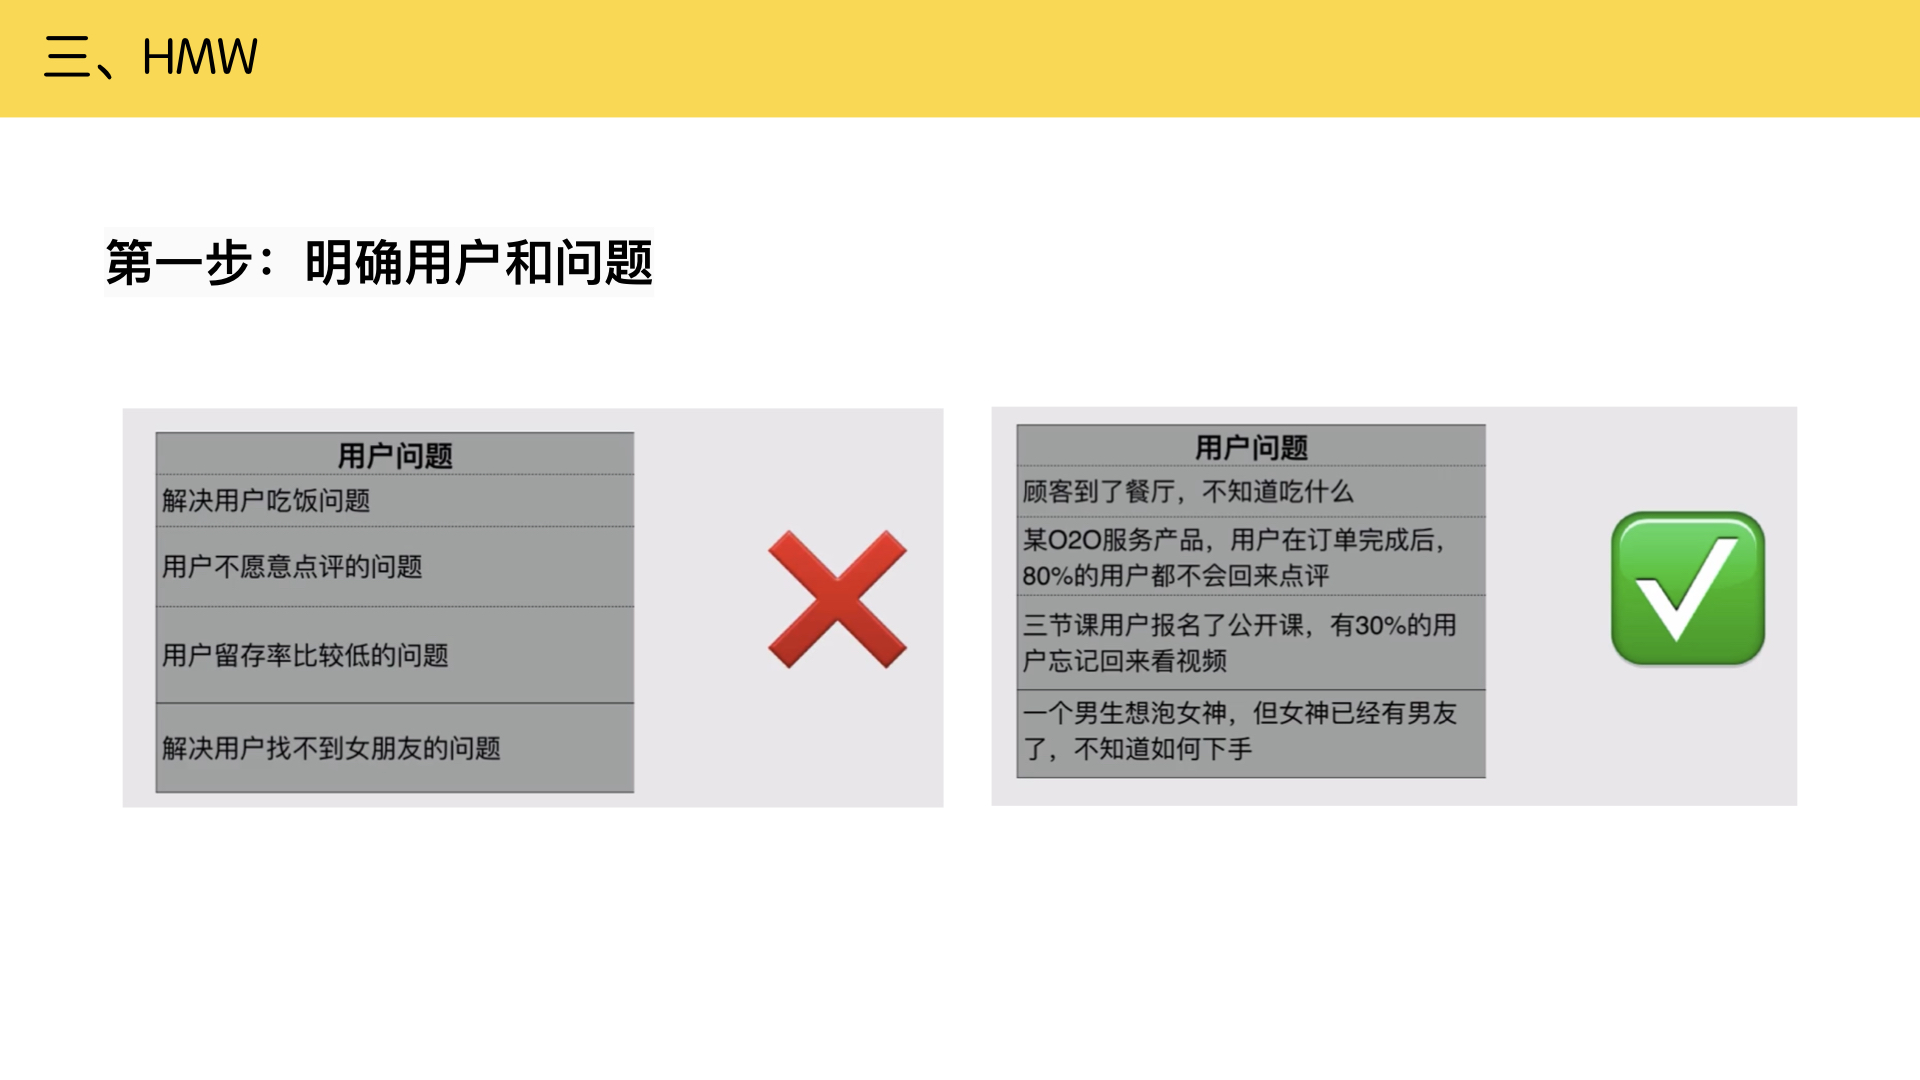 三、HMW
第一步：明确用户和问题
用户问题
解决用户吃饭问题
用户不愿意点评的问题
用户留存率比较低的问题
解决用户找不到女朋友的问题
用户问题
顾客到了餐厅，不知道吃什么
某O2O服务产品，用户在订单完成后，
80%的用户都不会回来点评
三节课用户报名了公开课，有30%的用
户忘记回来看视频
一个男生想泡女神，但女神已经有男友
了，不知道如何下手